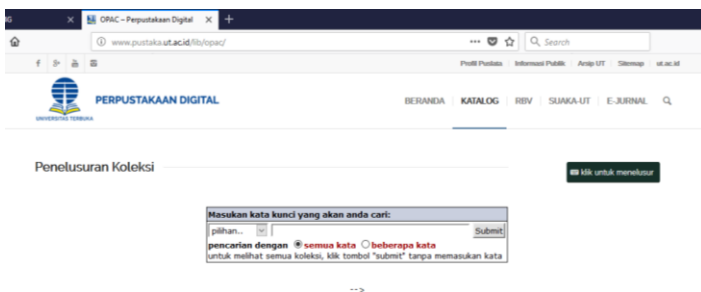 OPAC – Perpustakaan Digital
www.pustaka.ut.ac.id/lib/opac/
Search
Profil Pustaka Informasi Publik Arsip UT Sitemap ut.ac.id
UNIVERSITAS TERBUKA
PERPUSTAKAAN DIGITAL
BERANDA KATALOG RBV SUAKA-UT E-JURNAL
Penelusuran Koleksi
klik untuk menelusur
Masukan kata kunci yang akan anda cari:
pilihan... Submit
pencarian dengan semua kata beberapa kata
untuk melihat semua koleksi, klik tombol "submit" tanpa memasukan kata
-->